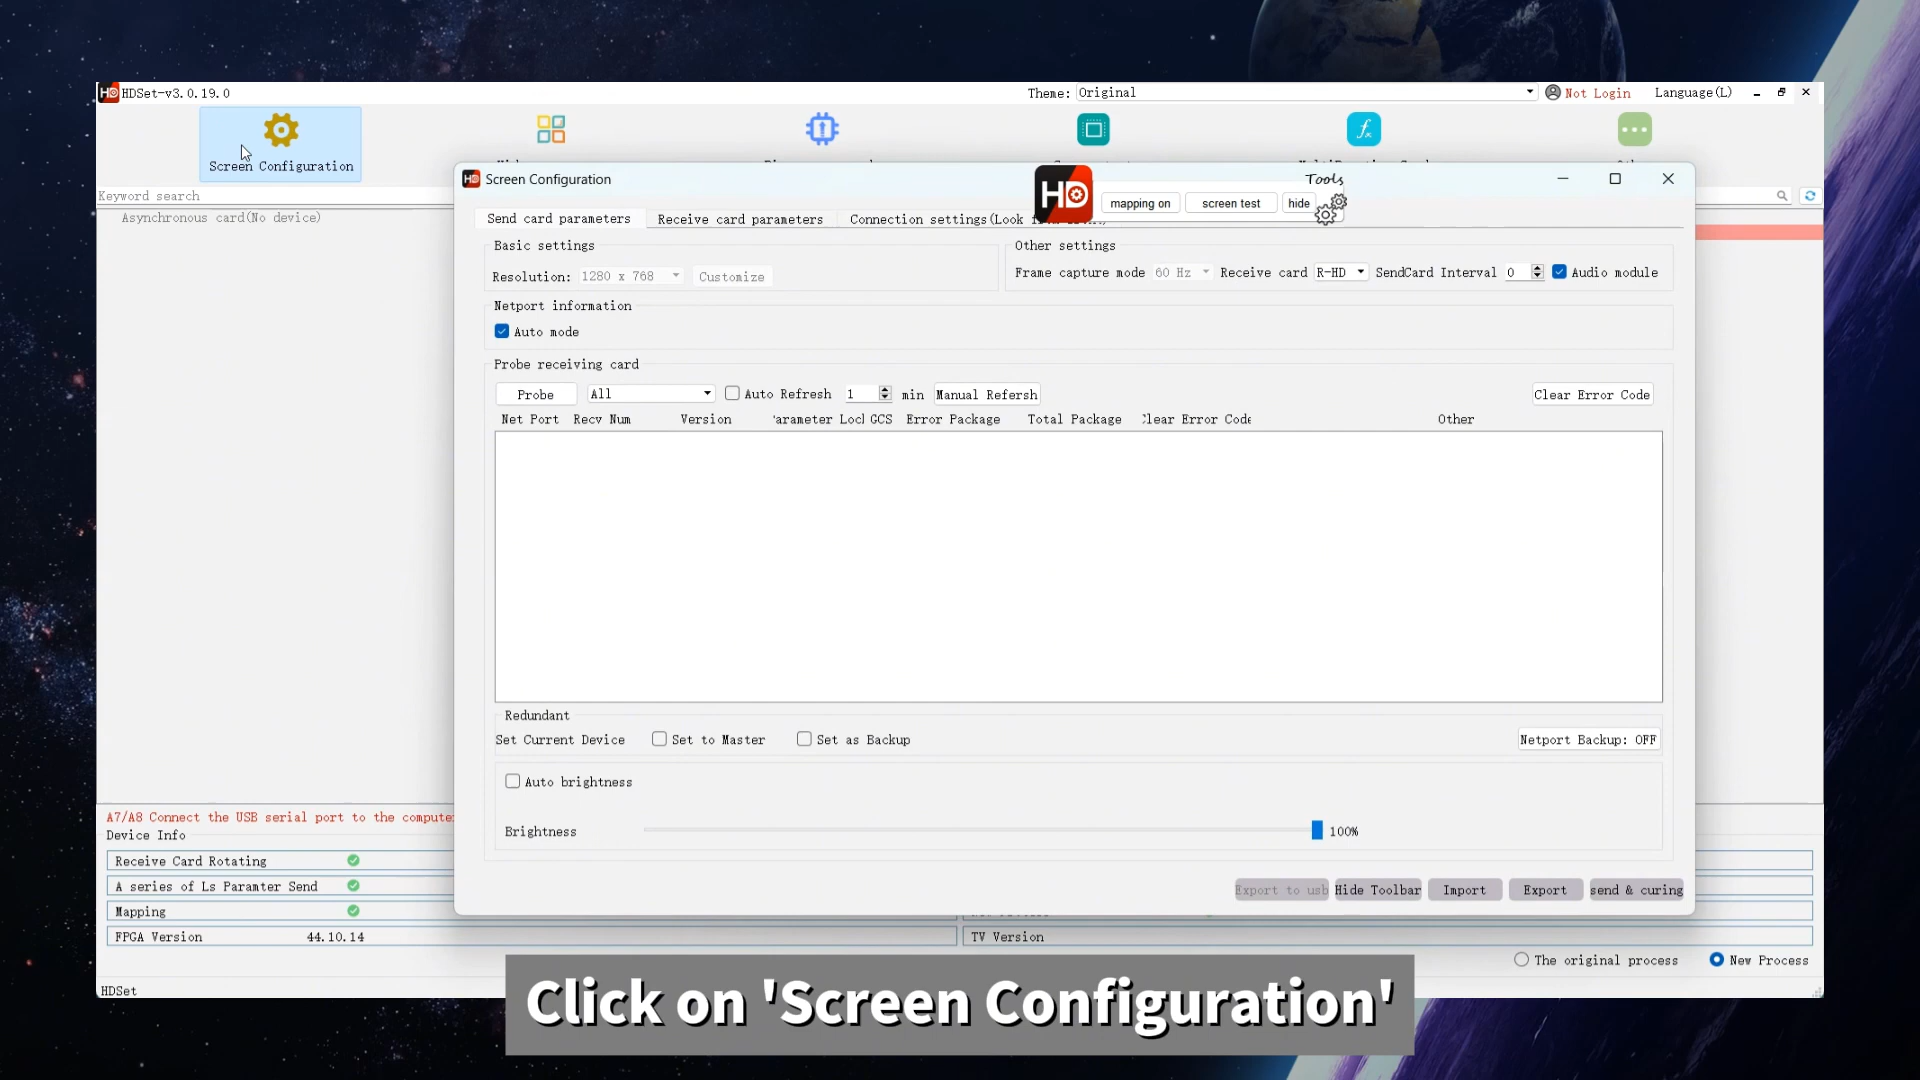 HDSet-v3.0.19.0
Theme: Original
Not Login
Language(L)
Screen Configuration
Keyword search
Asynchronous card(No device)
Screen Configuration
HD
Tools
mapping on
screen test
hide
Send card parameters
Receive card parameters
Connection settings(Look
Basic settings
Other settings
Resolution: 1280 x 768
Customize
Frame capture mode 60 Hz
Receive card R-HD
SendCard Interval 0
Audio module
Netport information
Auto mode
Probe receiving card
Probe
All
Auto Refresh 1 min
Manual Refersh
Clear Error Code
Net Port Recv Num Version arameter Loc GCS Error Package Total Package lear Error Code Other
Redundant
Set Current Device
Set to Master
Set as Backup
Netport Backup: OFF
Auto brightness
Brightness
100%
Export to usb
Hide Toolbar
Import
Export
send & curing
A7/A8 Connect the USB serial port to the compute
Device Info
Receive Card Rotating
A series of Ls Paramter Send
Mapping
FPGA Version 44.10.14
TV Version
The original process
New Process
HDSet
Click on 'Screen Configuration'